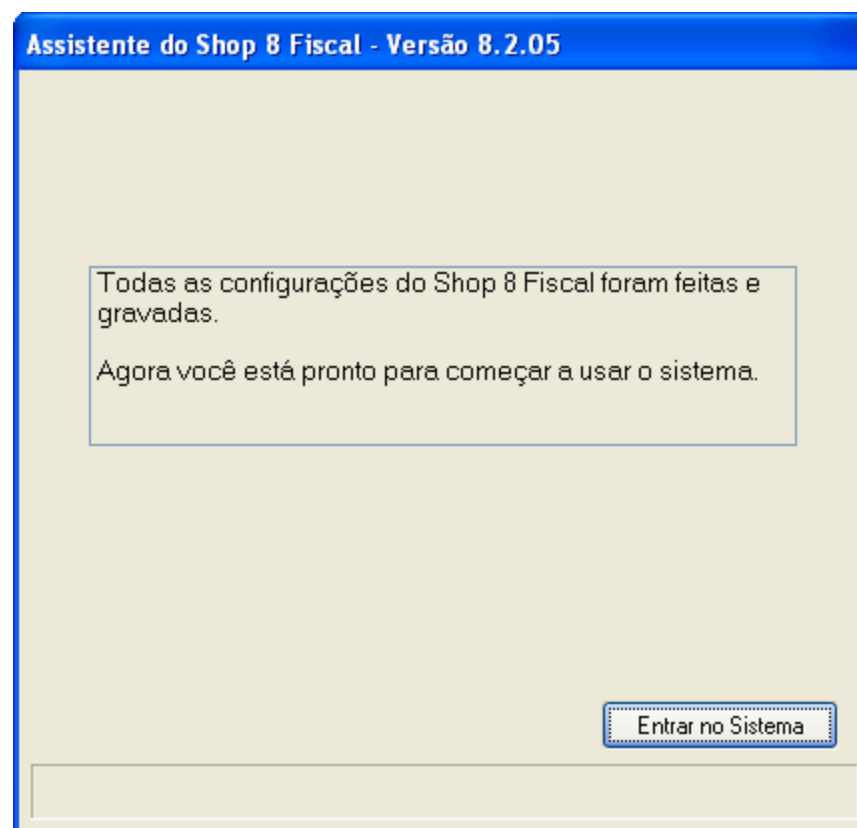 Assistente do Shop 8 Fiscal - Versão 8.2.05
Todas as configurações do Shop 8 Fiscal foram feitas e
gravadas.
Agora você está pronto para começar a usar o sistema.
Entrar no Sistema